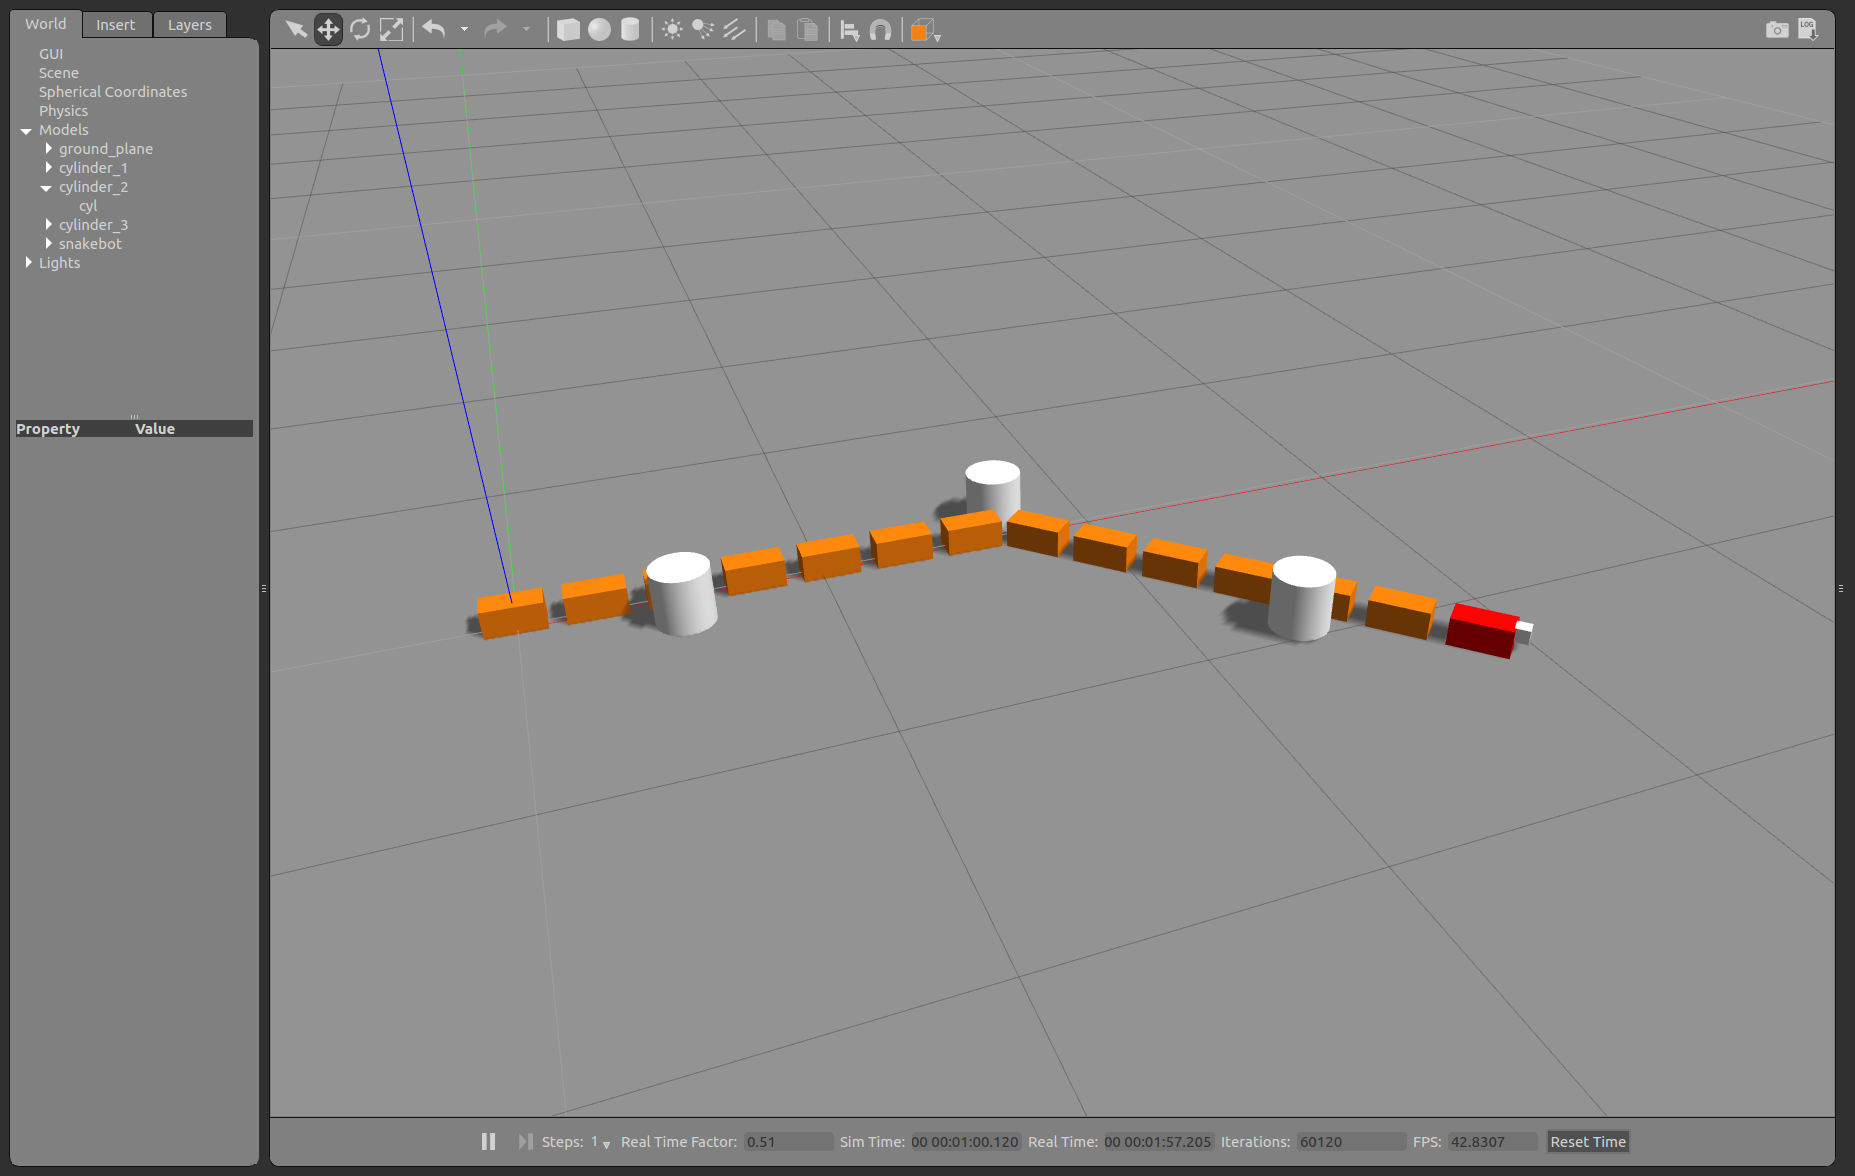 World Insert Layers
GUI
Scene
Spherical Coordinates
Physics
Models
ground_plane
cylinder_1
cylinder_2
cyl
cylinder_3
snakebot
Lights
Property Value
LOG
Steps: 1 Real Time Factor: 0.51 Sim Time: 00 00:01:00.120 Real Time: 00 00:01:57.205 Iterations: 60120 FPS: 42.8307 Reset Time